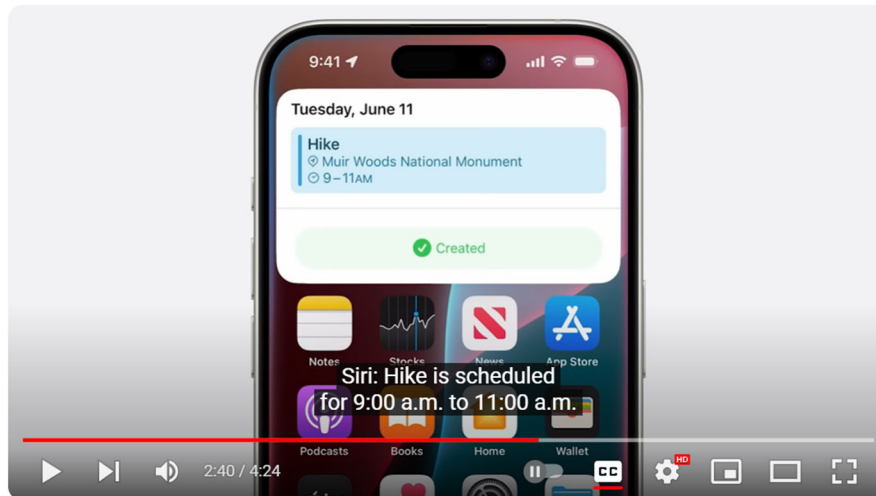 9:41
Tuesday, June 11
Hike
Muir Woods National Monument
9–11AM
Created
Notes Stocks News App Store
Siri: Hike is scheduled
for 9:00 a.m. to 11:00 a.m.
Podcasts Books Home Wallet
2:40 / 4:24 CC HD